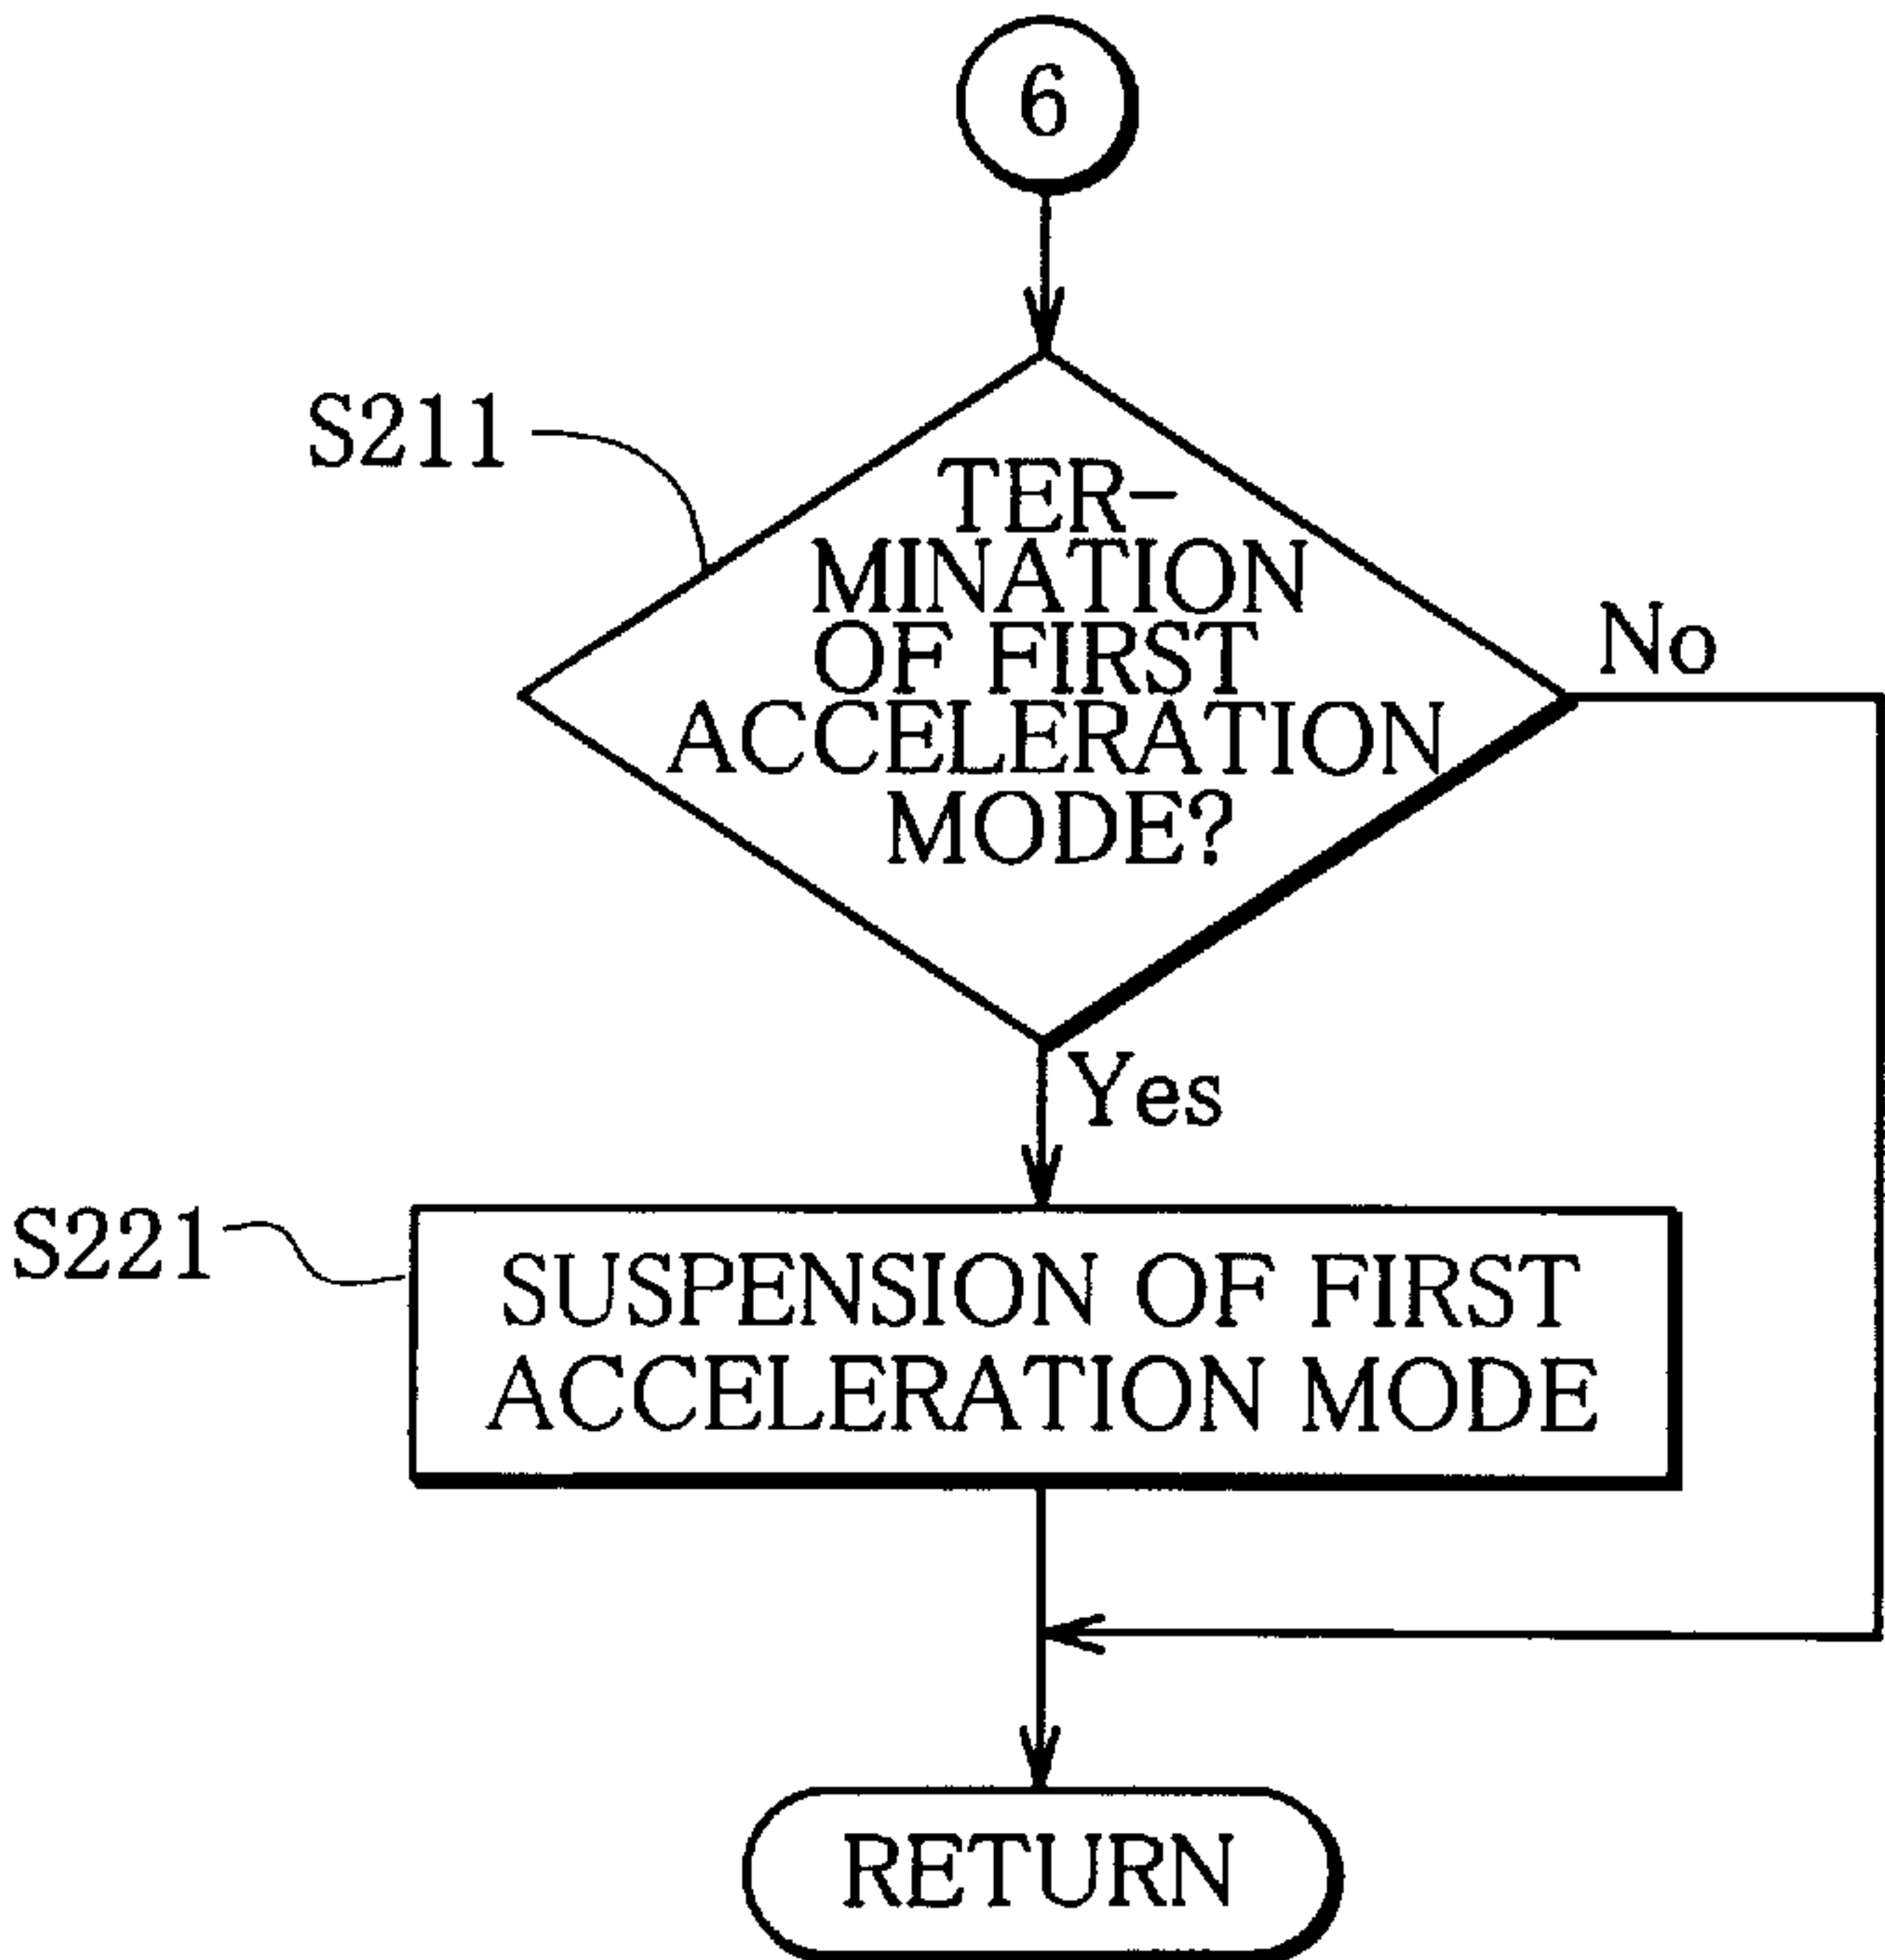 6
S211
TER-
MINATION
OF FIRST
ACCELERATION
MODE?
No
Yes
S221
SUSPENSION OF FIRST
ACCELERATION MODE
RETURN